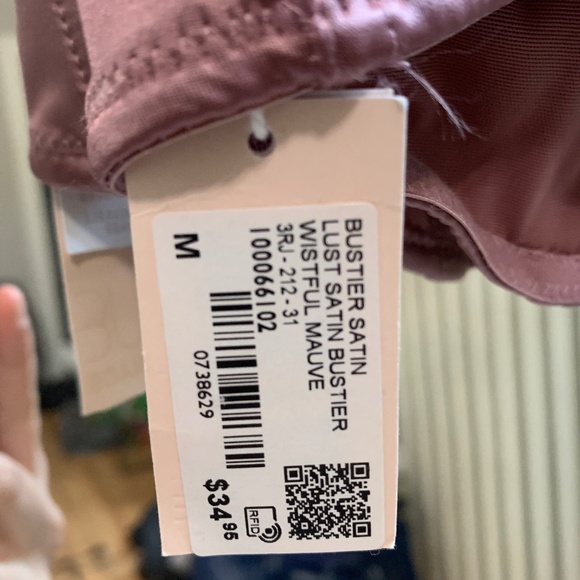 BUSTIER SATIN
LUST SATIN BUSTIER
WISTFUL MAUVE
3RJ - 212 - 31
100066102
M
0738629
$34.95
RFID